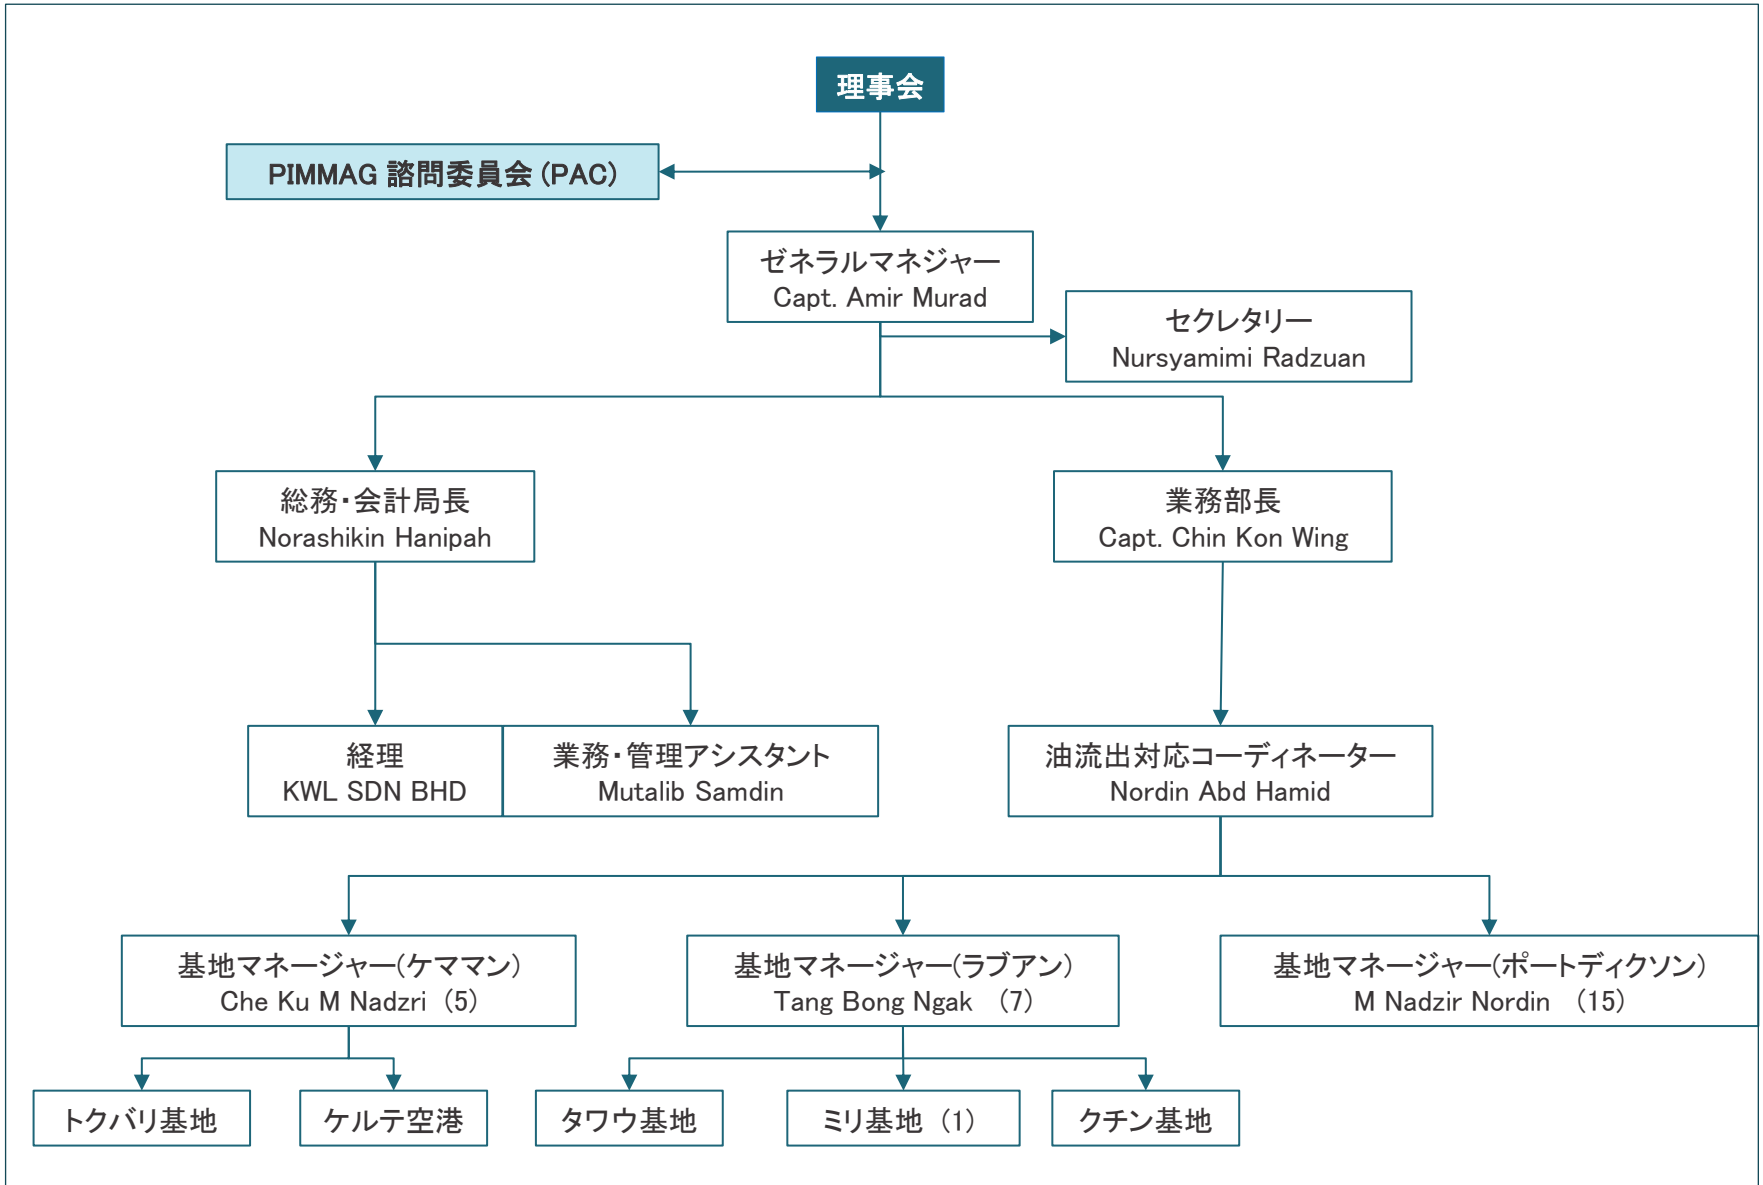 理事会
PIMMAG 諮問委員会 (PAC)
ゼネラルマネジャー
Capt. Amir Murad
セクレタリー
Nursyamimi Radzuan
総務・会計局長
Norashikin Hanipah
業務部長
Capt. Chin Kon Wing
経理
KWL SDN BHD
業務・管理アシスタント
Mutalib Samdin
油流出対応コーディネーター
Nordin Abd Hamid
基地マネージャー(ケママン)
Che Ku M Nadzri (5)
基地マネージャー(ラブアン)
Tang Bong Ngak (7)
基地マネージャー(ポートディクソン)
M Nadzir Nordin (15)
トクバリ基地
ケルテ空港
タワウ基地
ミリ基地 (1)
クチン基地